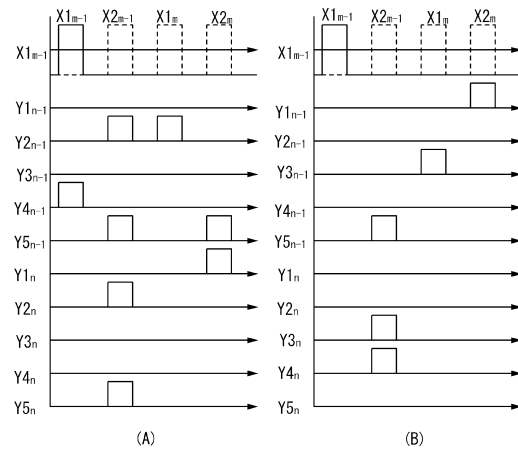 X1m-1 X2m-1 X1m X2m
X1m-1
Y1n-1
Y2n-1
Y3n-1
Y4n-1
Y5n-1
Y1n
Y2n
Y3n
Y4n
Y5n
(A)
X1m-1 X2m-1 X1m X2m
X1m-1
Y1n-1
Y2n-1
Y3n-1
Y4n-1
Y5n-1
Y1n
Y2n
Y3n
Y4n
Y5n
(B)